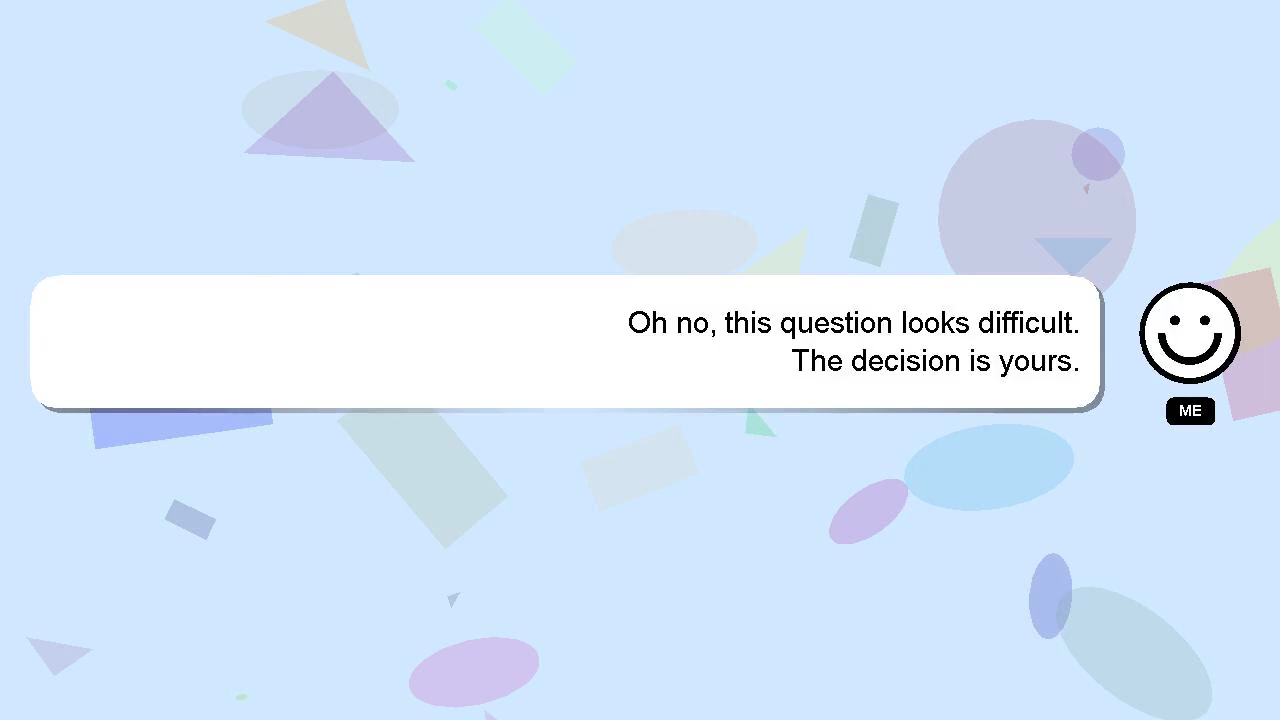 Oh no, this question looks difficult.
The decision is yours.
ME